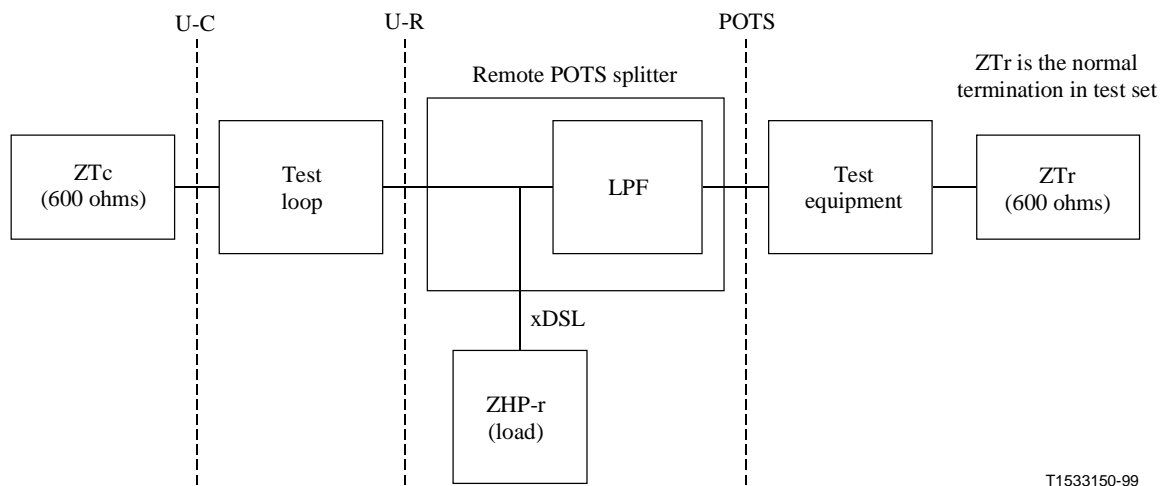 U-C
U-R
POTS
Remote POTS splitter
ZTr is the normal
termination in test set
ZTc
(600 ohms)
Test
loop
LPF
Test
equipment
ZTr
(600 ohms)
xDSL
ZHP-r
(load)
T1533150-99